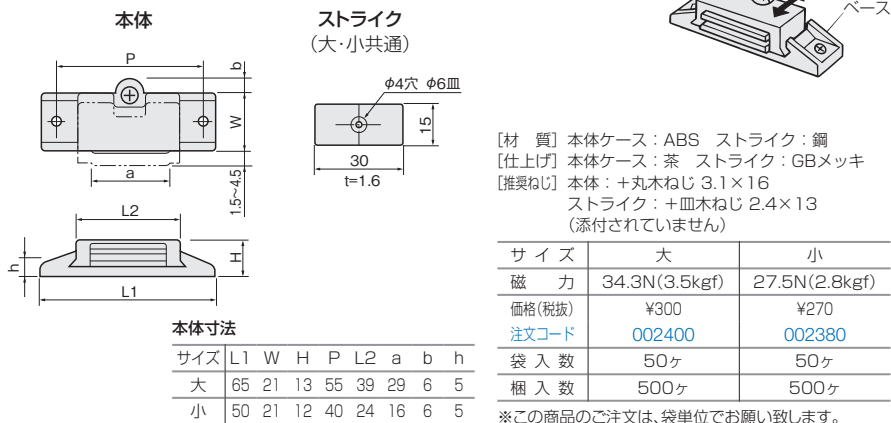 本体
ストライク
(大・小共通)
ベース
P
b
W
a
1.5~4.5
φ4穴 φ6皿
15
30
t=1.6
L2
h
H
L1
[材 質] 本体ケース：ABS ストライク：鋼
[仕上げ] 本体ケース：茶 ストライク：GBメッキ
[推奨ねじ] 本体：＋丸木ねじ 3.1×16
ストライク：＋皿木ねじ 2.4×13
(添付されていません)
サイズ 大 小
磁 力 34.3N(3.5kgf) 27.5N(2.8kgf)
価格(税抜) ¥300 ¥270
注文コード 002400 002380
袋入数 50ヶ 50ヶ
梱入数 500ヶ 500ヶ
※この商品のご注文は、袋単位でお願い致します。
本体寸法
サイズ L1 W H P L2 a b h
大 65 21 13 55 39 29 6 5
小 50 21 12 40 24 16 6 5